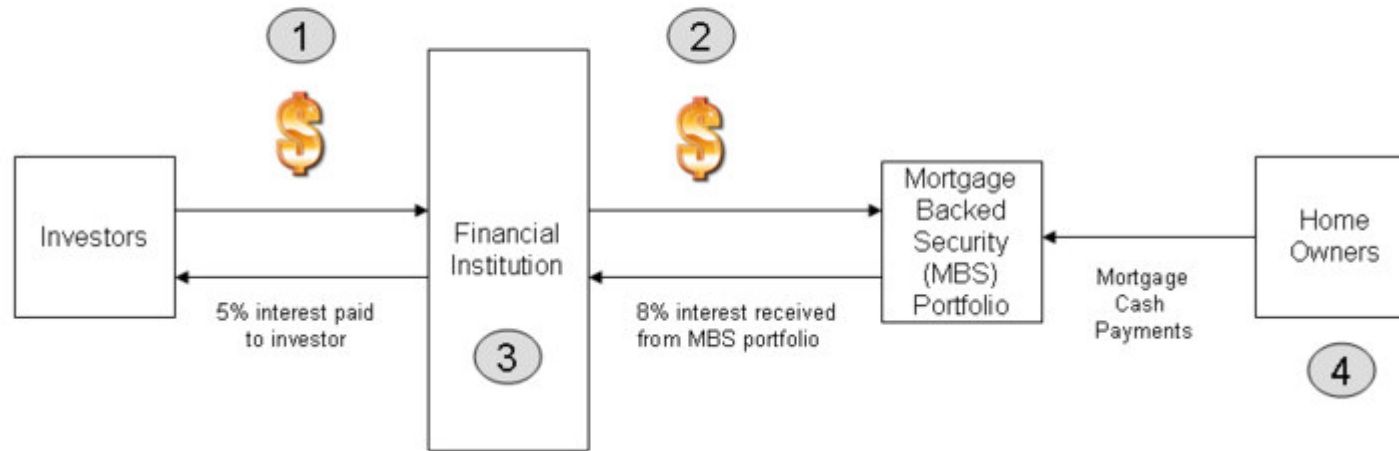 1
2
Investors
5% interest paid
to investor
Financial
Institution
3
8% interest received
from MBS portfolio
Mortgage
Backed
Security
(MBS)
Portfolio
Mortgage
Cash
Payments
Home
Owners
4